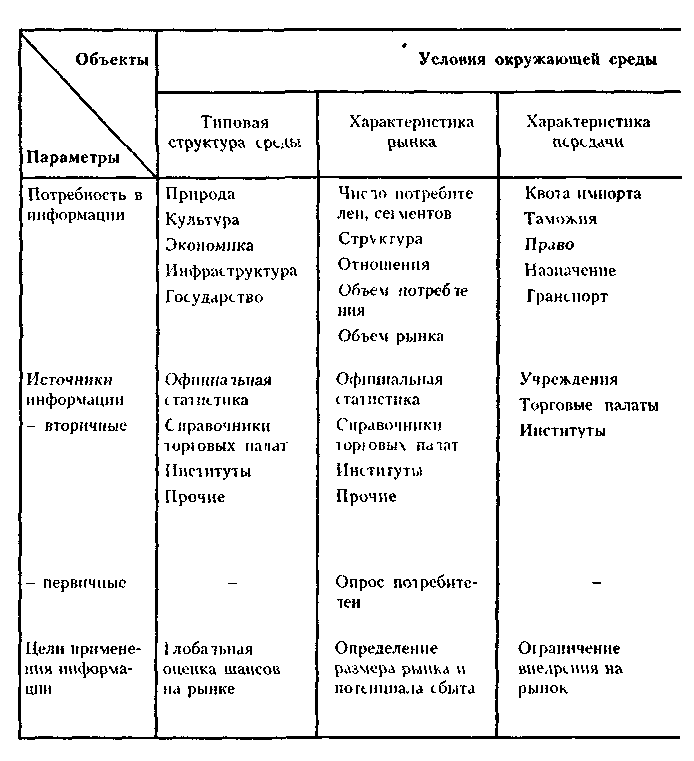 Объекты
Условия окружающей среды
Параметры
Типовая
структура среды
Характеристика
рынка
Характеристика
передачи
Потребность в
информации
Природа
Культура
Экономика
Инфраструктура
Государство
Число потребите
лей, сегментов
Структура
Отношения
Объем потребле
ния
Объем рынка
Квота импорта
Таможня
Право
Назначение
Транспорт
Источники
информации
– вторичные
Официальная
статистика
Справочники
торговых палат
Институты
Прочие
Официальная
статистика
Справочники
торговых палат
Институты
Прочие
Учреждения
Торговые палаты
Институты
– первичные
–
Опрос потребите-
лей
–
Цели примене-
ния информа-
ции
Глобальная
оценка шансов
на рынке
Определение
размера рынка и
потенциала сбыта
Ограничение
внедрения на
рынок